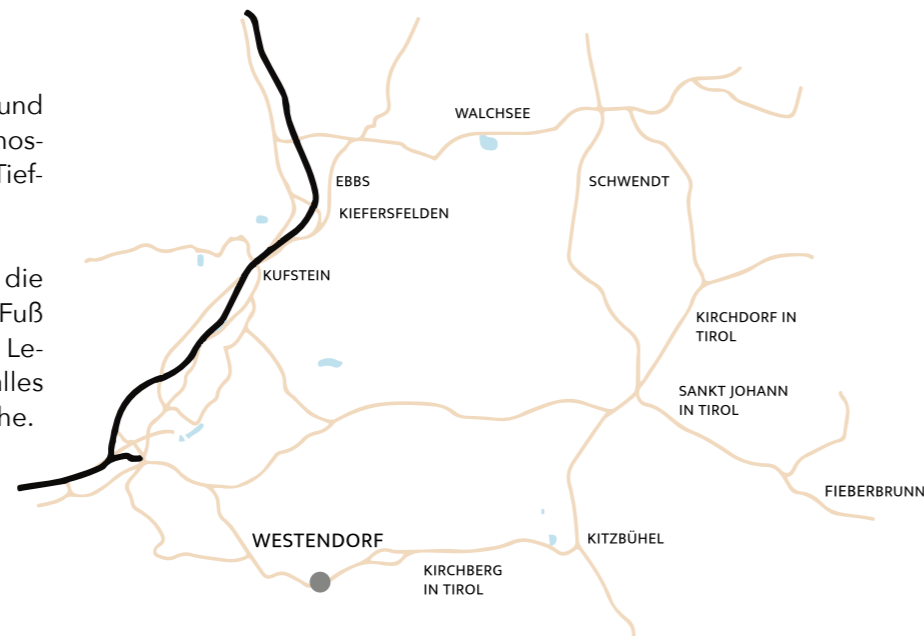 und
nos-
Tief-
die
Fuß
Le-
alles
he.
WALCHSEE
EBBS
SCHWENDT
KIEFERSFELDEN
KUFSTEIN
KIRCHDORF IN
TIROL
SANKT JOHANN
IN TIROL
FIEBERBRUNN
WESTENDORF
KITZBÜHEL
KIRCHBERG
IN TIROL